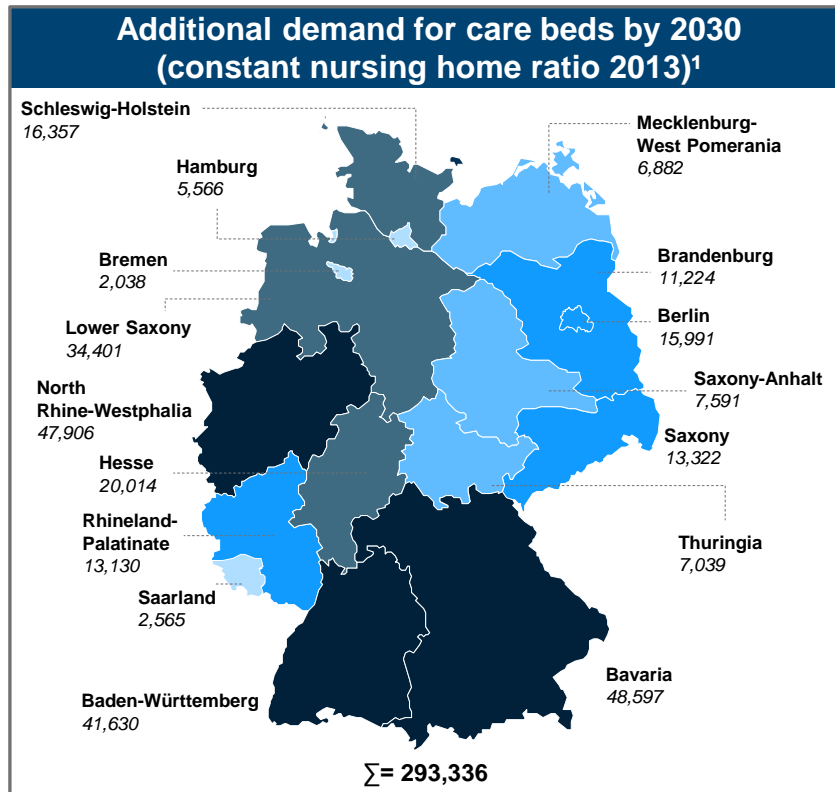 Additional demand for care beds by 2030
(constant nursing home ratio 2013)¹
Schleswig-Holstein
16,357
Mecklenburg-
West Pomerania
6,882
Hamburg
5,566
Brandenburg
11,224
Bremen
2,038
Berlin
15,991
Lower Saxony
34,401
Saxony-Anhalt
7,591
North
Rhine-Westphalia
47,906
Saxony
13,322
Hesse
20,014
Rhineland-
Palatinate
13,130
Thuringia
7,039
Saarland
2,565
Bavaria
48,597
Baden-Württemberg
41,630
∑= 293,336